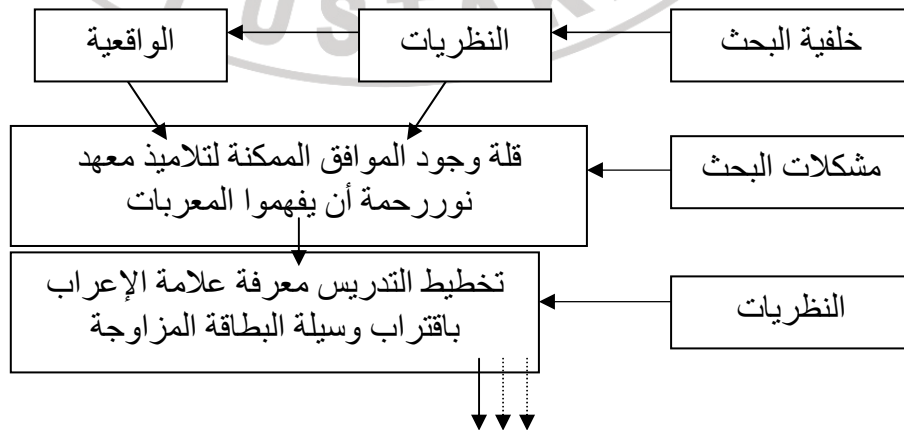 خلفية البحث
النظريات
الواقعية
مشكلات البحث
قلة وجود الموافق الممكنة لتلاميذ معهد
نوررحمة أن يفهموا المعربات
النظريات
تخطيط التدريس معرفة علامة الإعراب
باقتراب وسيلة البطاقة المزاوجة